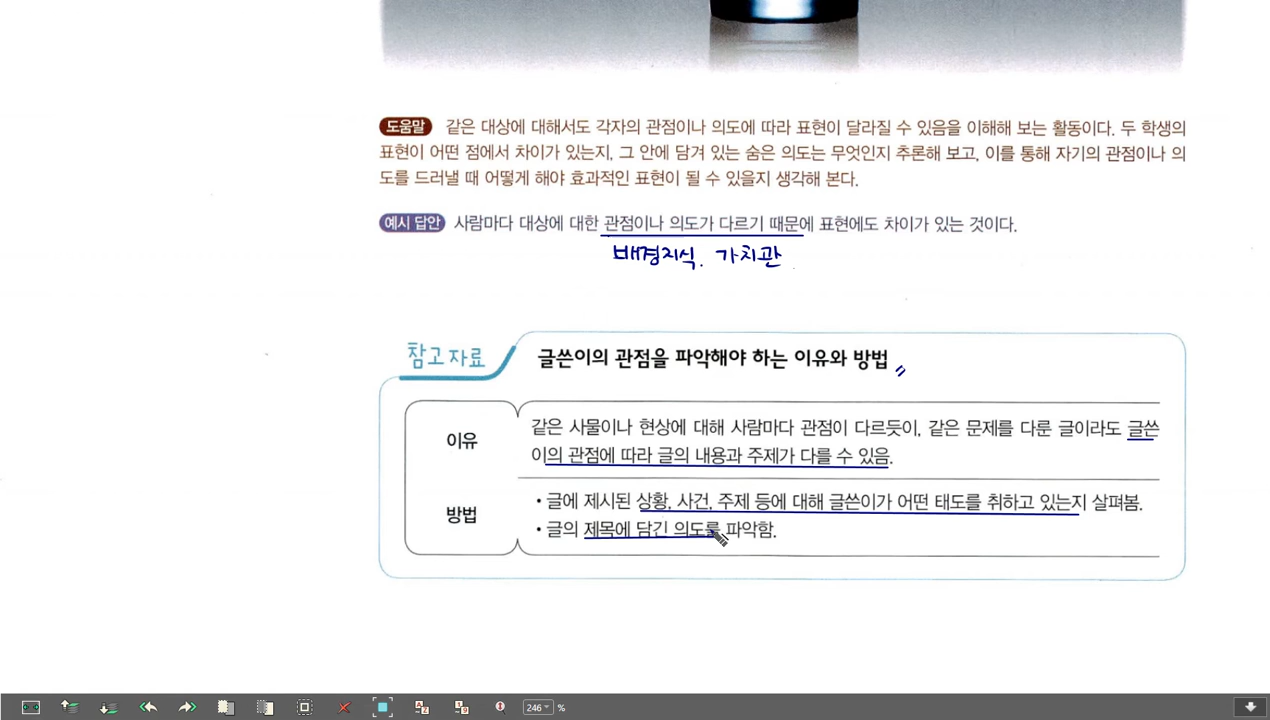 도움말 같은 대상에 대해서도 각자의 관점이나 의도에 따라 표현이 달라질 수 있음을 이해해 보는 활동이다. 두 학생의
표현이 어떤 점에서 차이가 있는지, 그 안에 담겨 있는 숨은 의도는 무엇인지 추론해 보고, 이를 통해 자기의 관점이나 의
도를 드러낼 때 어떻게 해야 효과적인 표현이 될 수 있을지 생각해 본다.
예시 답안 사람마다 대상에 대한 관점이나 의도가 다르기 때문에 표현에도 차이가 있는 것이다.
배경지식. 가치관
참고 자료 글쓴이의 관점을 파악해야 하는 이유와 방법
이유
같은 사물이나 현상에 대해 사람마다 관점이 다르듯이, 같은 문제를 다룬 글이라도 글쓴
이의 관점에 따라 글의 내용과 주제가 다를 수 있음.
방법
• 글에 제시된 상황, 사건, 주제 등에 대해 글쓴이가 어떤 태도를 취하고 있는지 살펴봄.
• 글의 제목에 담긴 의도를 파악함.
246 %